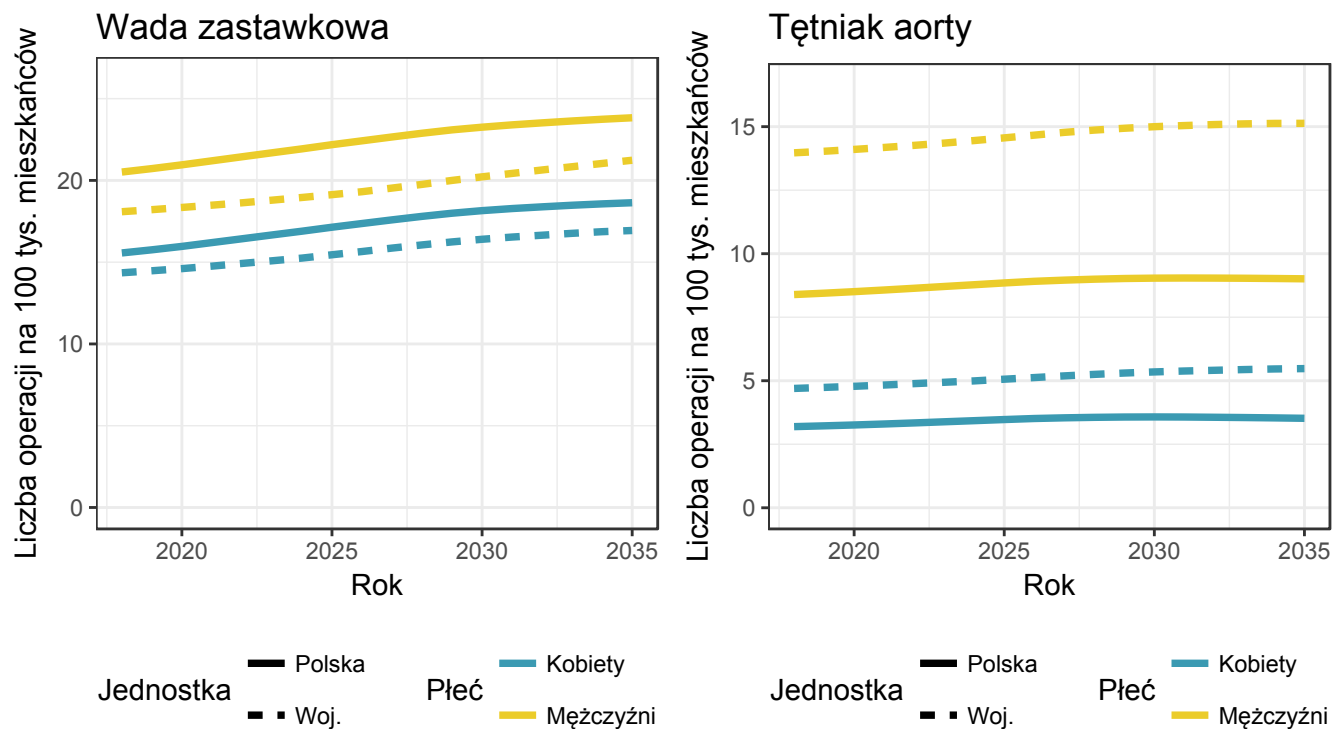 Wada zastawkowa
Liczba operacji na 100 tys. mieszkańców
20
10
0
2020 2025 2030 2035
Rok
Jednostka
Polska
Woj.
Płeć
Kobiety
Mężczyźni
Tętniak aorty
Liczba operacji na 100 tys. mieszkańców
15
10
5
0
2020 2025 2030 2035
Rok
Jednostka
Polska
Woj.
Płeć
Kobiety
Mężczyźni